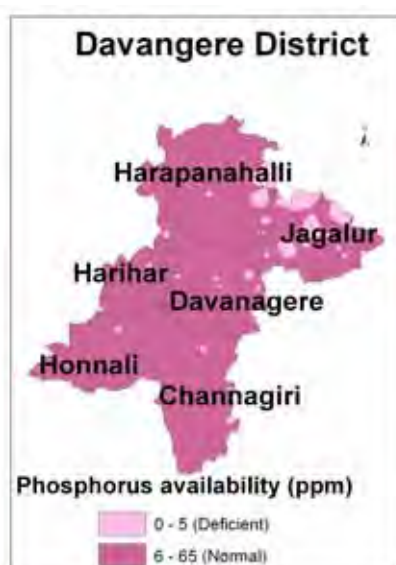 Davangere District
Harapanahalli
Jagalur
Harihar
Davanagere
Honnali
Channagiri
Phosphorus availability (ppm)
0 - 5 (Deficient)
6 - 65 (Normal)